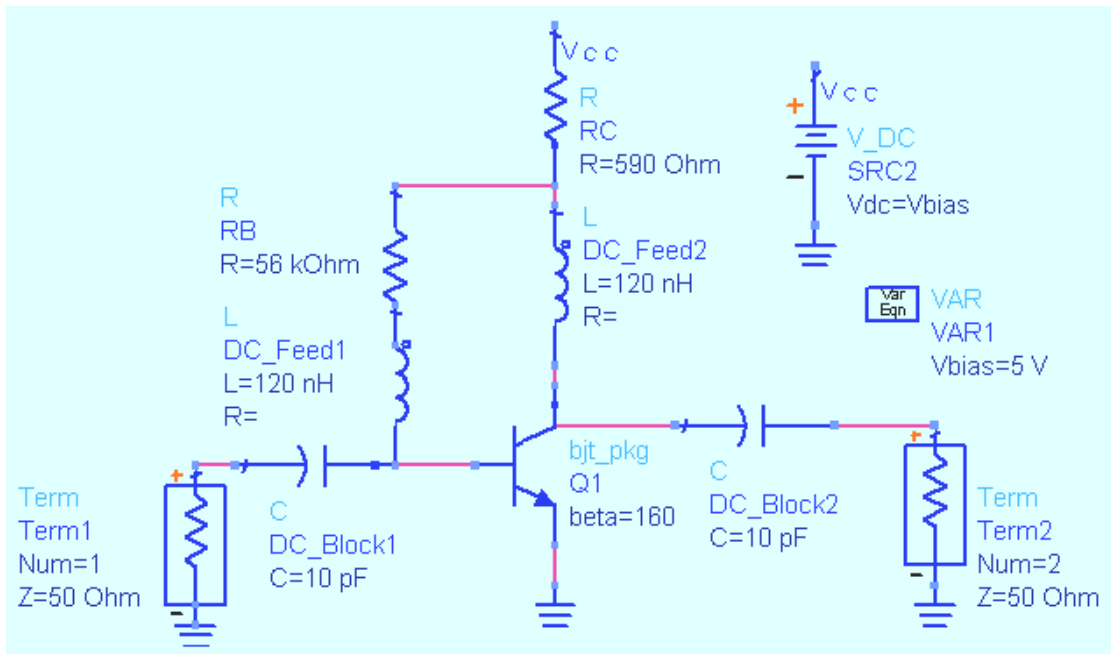 V c c
R
RC
R=590 Ohm
+
V c c
V_DC
SRC2
Vdc=Vbias
-
R
RB
R=56 kOhm
L
DC_Feed2
L=120 nH
R=
Var
Eqn
VAR
VAR1
Vbias=5 V
L
DC_Feed1
L=120 nH
R=
bjt_pkg
Q1
beta=160
+
Term
Term1
Num=1
Z=50 Ohm
-
C
DC_Block1
C=10 pF
C
DC_Block2
C=10 pF
+
Term
Term2
Num=2
Z=50 Ohm
-